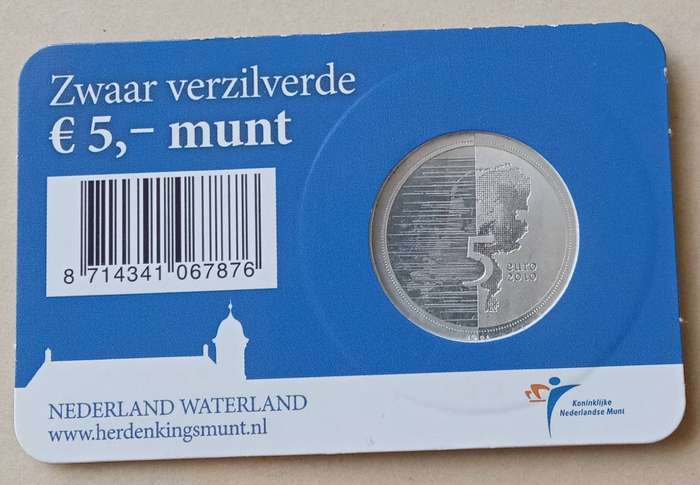 Zwaar verzilverde
€ 5,– munt
8 714341 067876
5
euro
2010
NEDERLAND WATERLAND
www.herdenkingsmunt.nl
Koninklijke
Nederlandse Munt